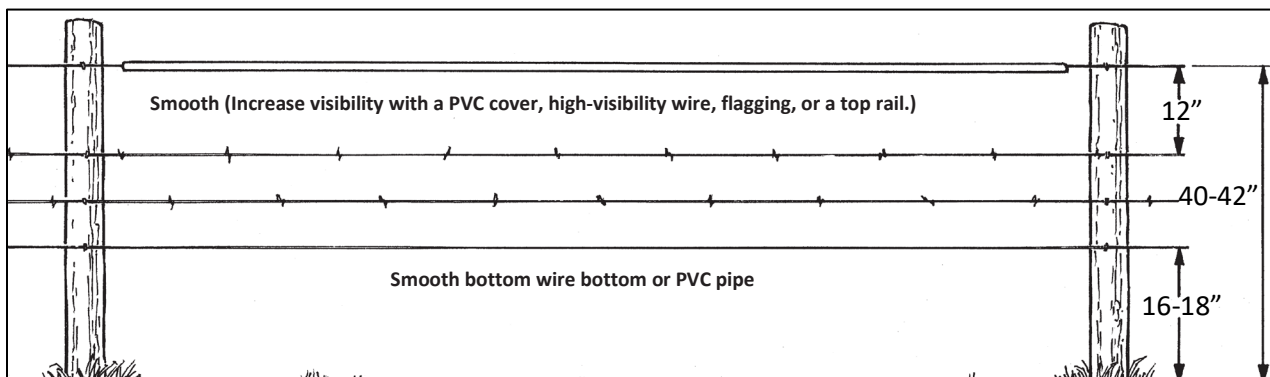 Smooth (Increase visibility with a PVC cover, high-visibility wire, flagging, or a top rail.)
12”
40-42”
Smooth bottom wire bottom or PVC pipe
16-18”